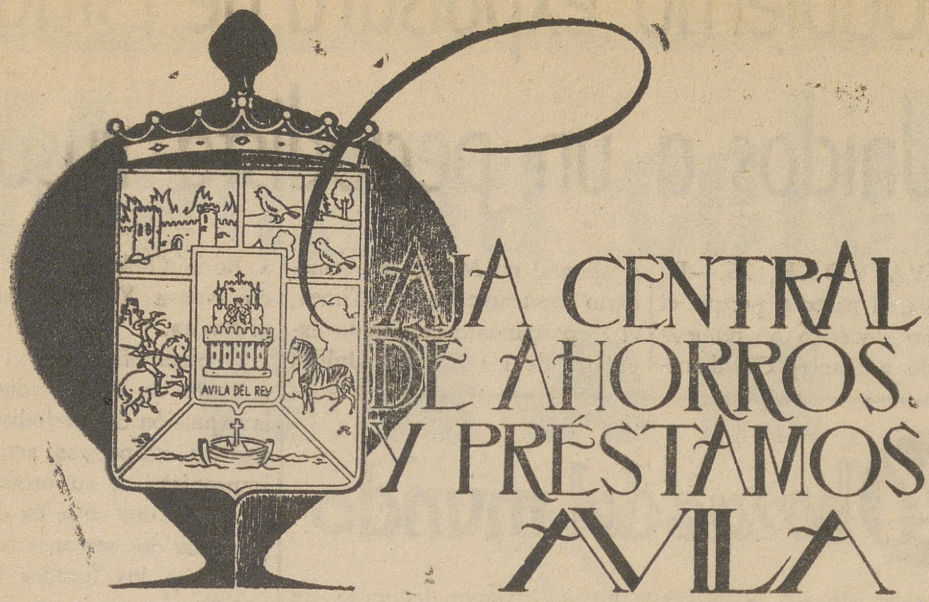 CAJA CENTRAL
DE AHORROS
Y PRÉSTAMOS
AVILA
AVILA DEL REY